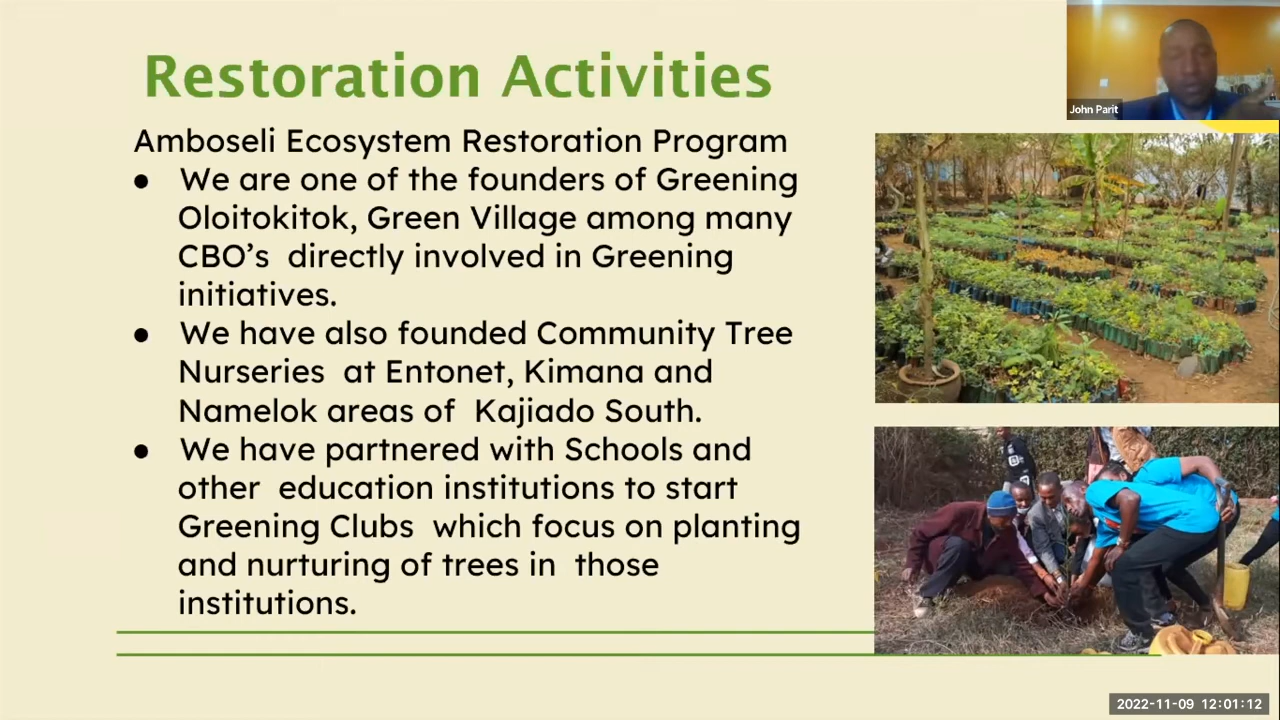 Restoration Activities
John Parit
Amboseli Ecosystem Restoration Program
● We are one of the founders of Greening
Oloitokitok, Green Village among many
CBO's directly involved in Greening
initiatives.
● We have also founded Community Tree
Nurseries at Entonet, Kimana and
Namelok areas of Kajiado South.
● We have partnered with Schools and
other education institutions to start
Greening Clubs which focus on planting
and nurturing of trees in those
institutions.
2022-11-09 12:01:12